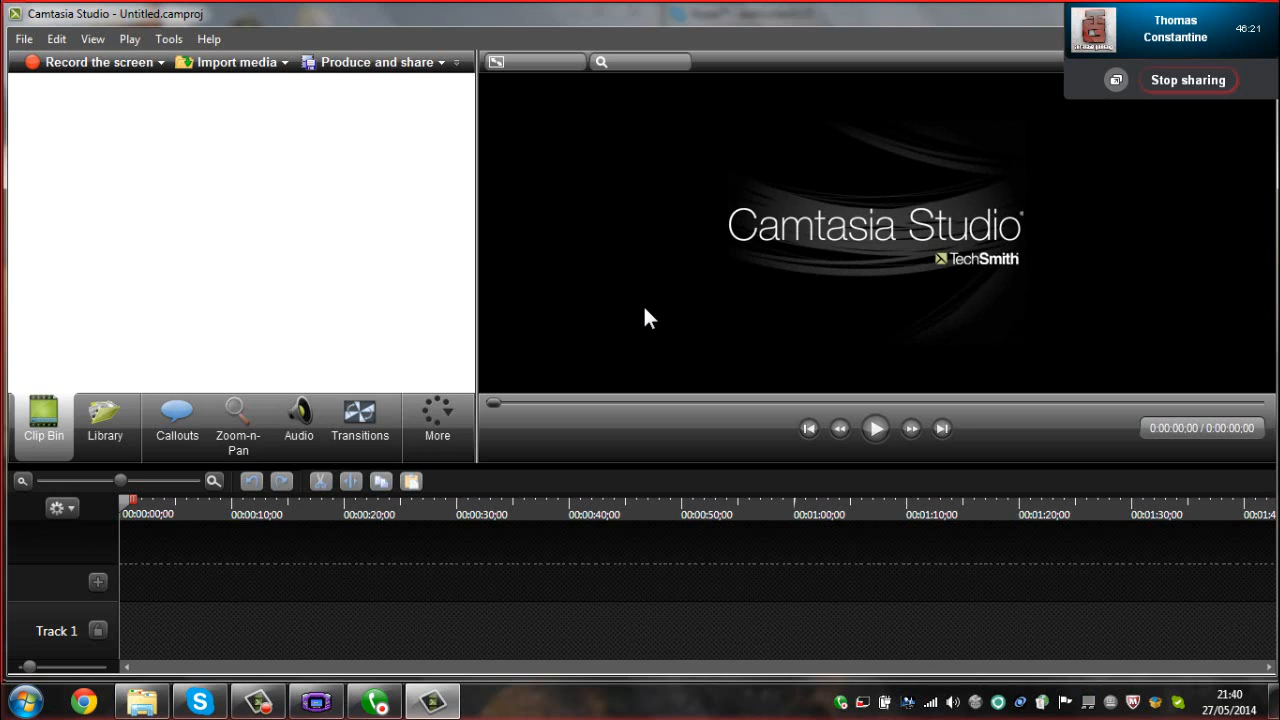 Camtasia Studio - Untitled.camproj
File Edit View Play Tools Help
Record the screen Import media Produce and share
Thomas
Constantine
46:21
Stop sharing
Camtasia Studio®
TechSmith
Clip Bin Library Callouts Zoom-n-Pan Audio Transitions More
0:00:00;00 / 0:00:00;00
00:00:00;00 00:00:10;00 00:00:20;00 00:00:30;00 00:00:40;00 00:00:50;00 00:01:00;00 00:01:10;00 00:01:20;00 00:01:30;00 00:01:4
Track 1
21:40
27/05/2014